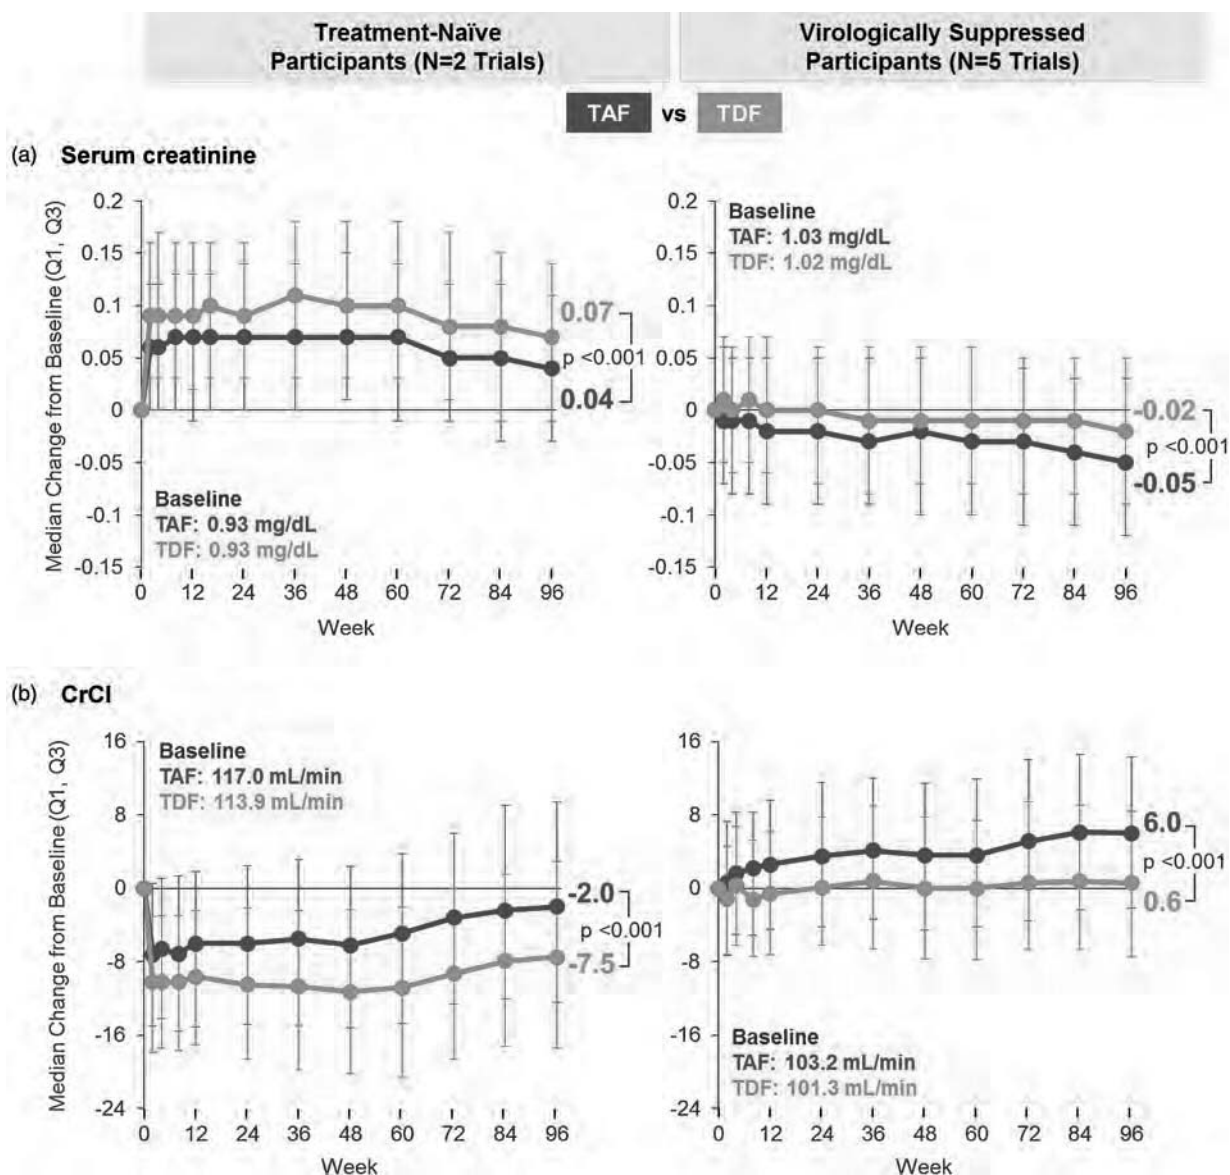 Treatment-Naïve
Participants (N=2 Trials)
Virologically Suppressed
Participants (N=5 Trials)
TAF vs TDF
(a) Serum creatinine
Median Change from Baseline (Q1, Q3)
0.2
0.15
0.1
0.05
0
-0.05
-0.1
-0.15
0.07
p <0.001
0.04
Baseline
TAF: 0.93 mg/dL
TDF: 0.93 mg/dL
0 12 24 36 48 60 72 84 96
Week
0.2
0.15
0.1
0.05
0
-0.05
-0.1
-0.15
Baseline
TAF: 1.03 mg/dL
TDF: 1.02 mg/dL
-0.02
p <0.001
-0.05
0 12 24 36 48 60 72 84 96
Week
(b) CrCl
Median Change from Baseline (Q1, Q3)
16
8
0
-8
-16
-24
Baseline
TAF: 117.0 mL/min
TDF: 113.9 mL/min
-2.0
p <0.001
-7.5
0 12 24 36 48 60 72 84 96
Week
16
8
0
-8
-16
-24
6.0
p <0.001
0.6
Baseline
TAF: 103.2 mL/min
TDF: 101.3 mL/min
0 12 24 36 48 60 72 84 96
Week